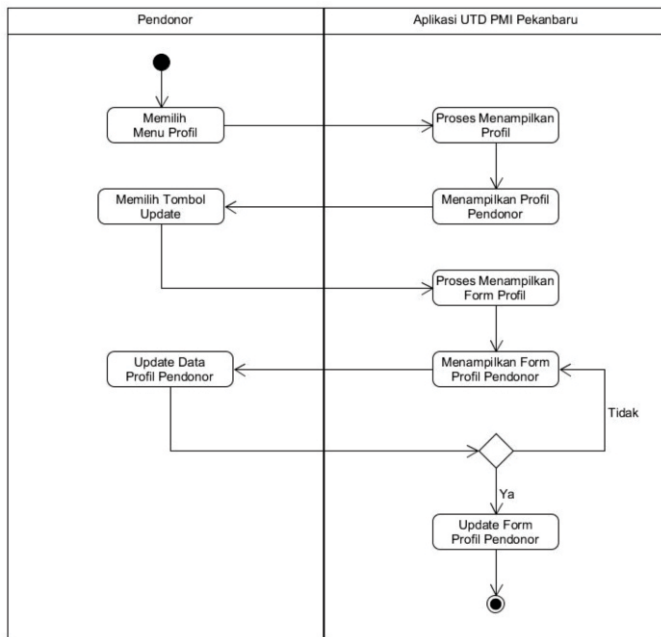 Pendonor
Aplikasi UTD PMI Pekanbaru
Memilih
Menu Profil
Proses Menampilkan
Profil
Memilih Tombol
Update
Menampilkan Profil
Pendonor
Proses Menampilkan
Form Profil
Update Data
Profil Pendonor
Menampilkan Form
Profil Pendonor
Tidak
Ya
Update Form
Profil Pendonor